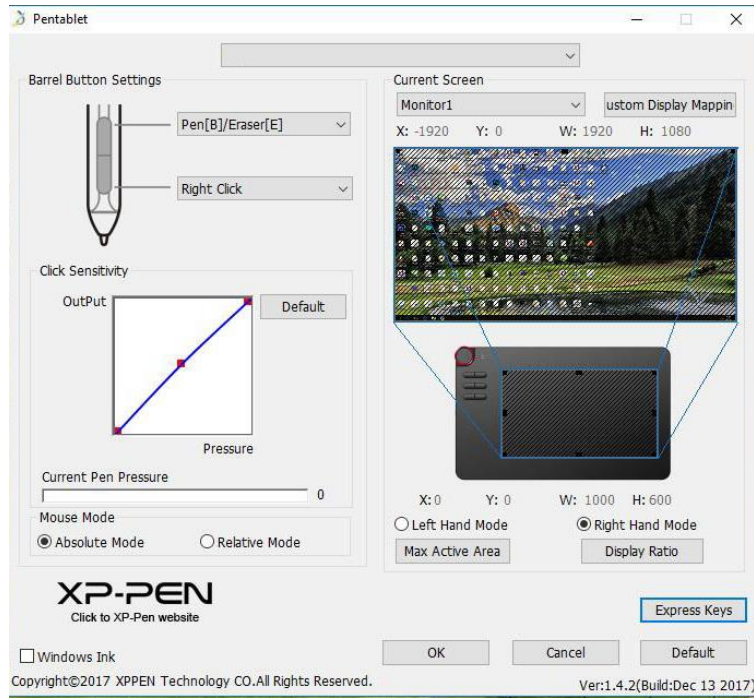 Pentablet
Barrel Button Settings
Pen[B]/Eraser[E]
Right Click
Click Sensitivity
OutPut
Default
Pressure
Current Pen Pressure
0
Mouse Mode
Absolute Mode
Relative Mode
XP-PEN
Click to XP-Pen website
Windows Ink
Copyright©2017 XPPEN Technology CO.All Rights Reserved.
Current Screen
Monitor1
ustom Display Mappin
X: -1920 Y: 0 W: 1920 H: 1080
X: 0 Y: 0 W: 1000 H: 600
Left Hand Mode
Right Hand Mode
Max Active Area
Display Ratio
Express Keys
OK
Cancel
Default
Ver:1.4.2(Build:Dec 13 2017)